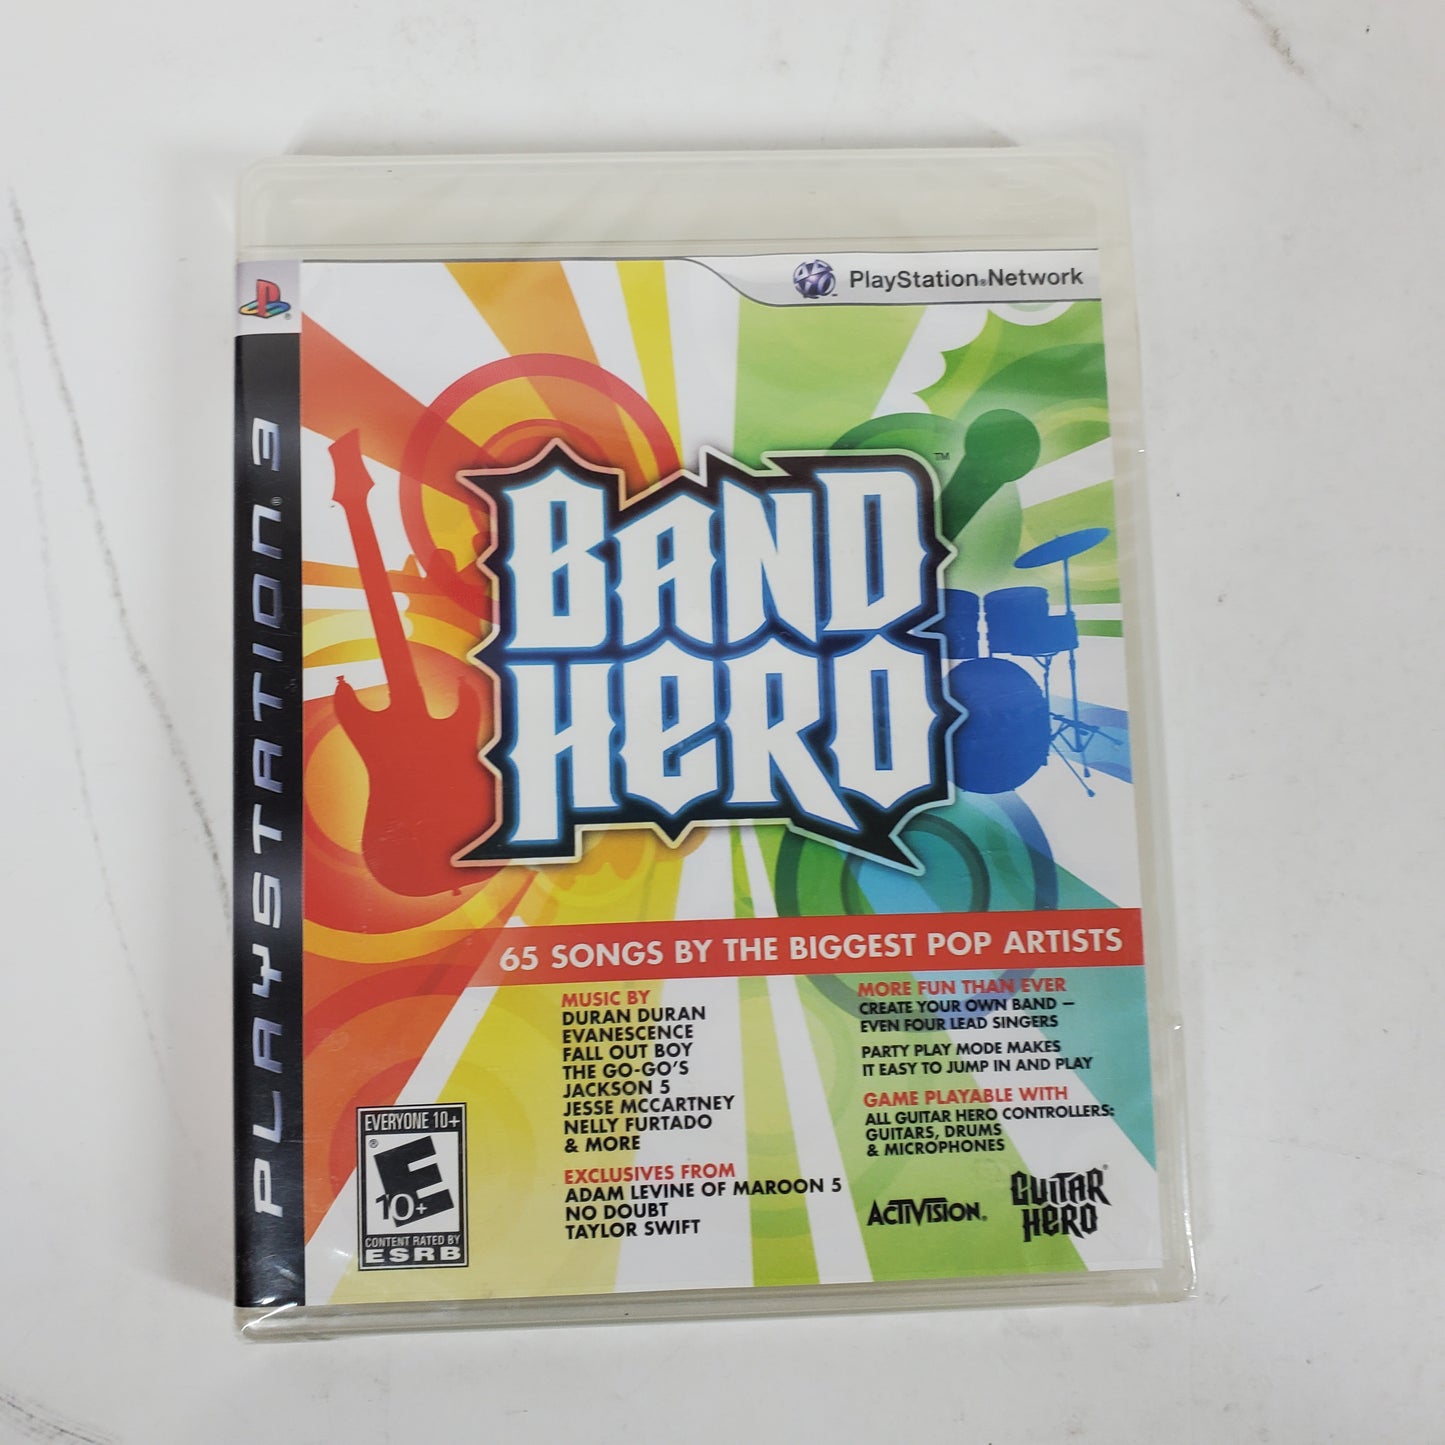 PlayStation®Network
PLAYSTATION®3
BAND HERO™
65 SONGS BY THE BIGGEST POP ARTISTS
MUSIC BY
DURAN DURAN
EVANESCENCE
FALL OUT BOY
THE GO-GO'S
JACKSON 5
JESSE MCCARTNEY
NELLY FURTADO
& MORE
EXCLUSIVES FROM
ADAM LEVINE OF MAROON 5
NO DOUBT
TAYLOR SWIFT
MORE FUN THAN EVER
CREATE YOUR OWN BAND –
EVEN FOUR LEAD SINGERS
PARTY PLAY MODE MAKES
IT EASY TO JUMP IN AND PLAY
GAME PLAYABLE WITH
ALL GUITAR HERO CONTROLLERS:
GUITARS, DRUMS
& MICROPHONES
EVERYONE 10+
E®
10+
CONTENT RATED BY
ESRB
ACTIVISION®
GUITAR®
HERO